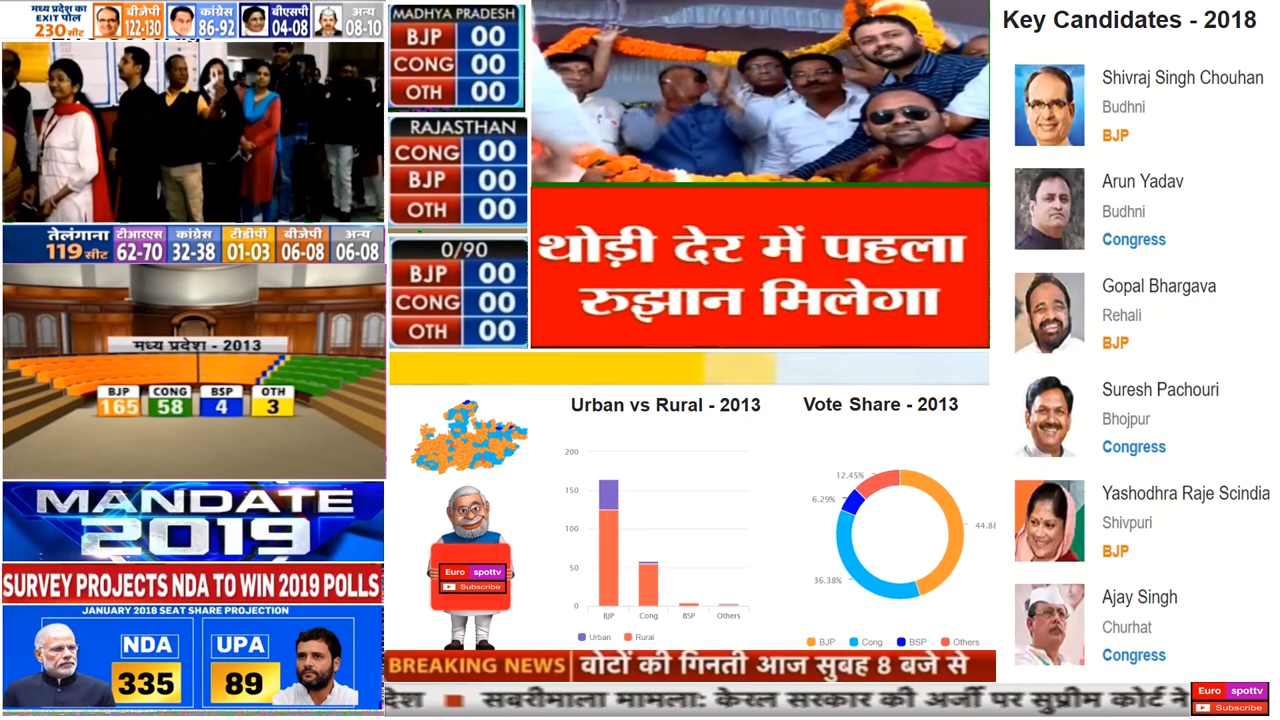 मध्य प्रदेश का EXIT पोल 230 सीट
बीजेपी 122-130
कांग्रेस 86-92
बीएसपी 04-08
अन्य 08-10
तेलंगाना 119 सीट
टीआरएस 62-70
कांग्रेस 32-38
टीडीपी 01-03
बीजेपी 06-08
अन्य 06-08
मध्य प्रदेश - 2013
BJP CONG BSP OTH
165 58 4 3
MANDATE
2019
SURVEY PROJECTS NDA TO WIN 2019 POLLS
JANUARY 2018 SEAT SHARE PROJECTION
NDA 335
UPA 89
MADHYA PRADESH
BJP 00
CONG 00
OTH 00
RAJASTHAN
CONG 00
BJP 00
OTH 00
0/90
BJP 00
CONG 00
OTH 00
थोड़ी देर में पहला
रुझान मिलेगा
Euro spottv
Subscribe
Urban vs Rural - 2013
200
150
100
50
0
BJP Cong BSP Others
Urban Rural
Vote Share - 2013
12.45%
6.29%
44.88
36.38%
BJP Cong BSP Others
BREAKING NEWS वोटों की गिनती आज सुबह 8 बजे से
देश सबरीमाला मामला: केरल सरकार की अर्जी पर सुप्रीम कोर्ट ने
Key Candidates - 2018
Shivraj Singh Chouhan
Budhni
BJP
Arun Yadav
Budhni
Congress
Gopal Bhargava
Rehali
BJP
Suresh Pachouri
Bhojpur
Congress
Yashodhra Raje Scindia
Shivpuri
BJP
Ajay Singh
Churhat
Congress
Euro spottv
Subscribe